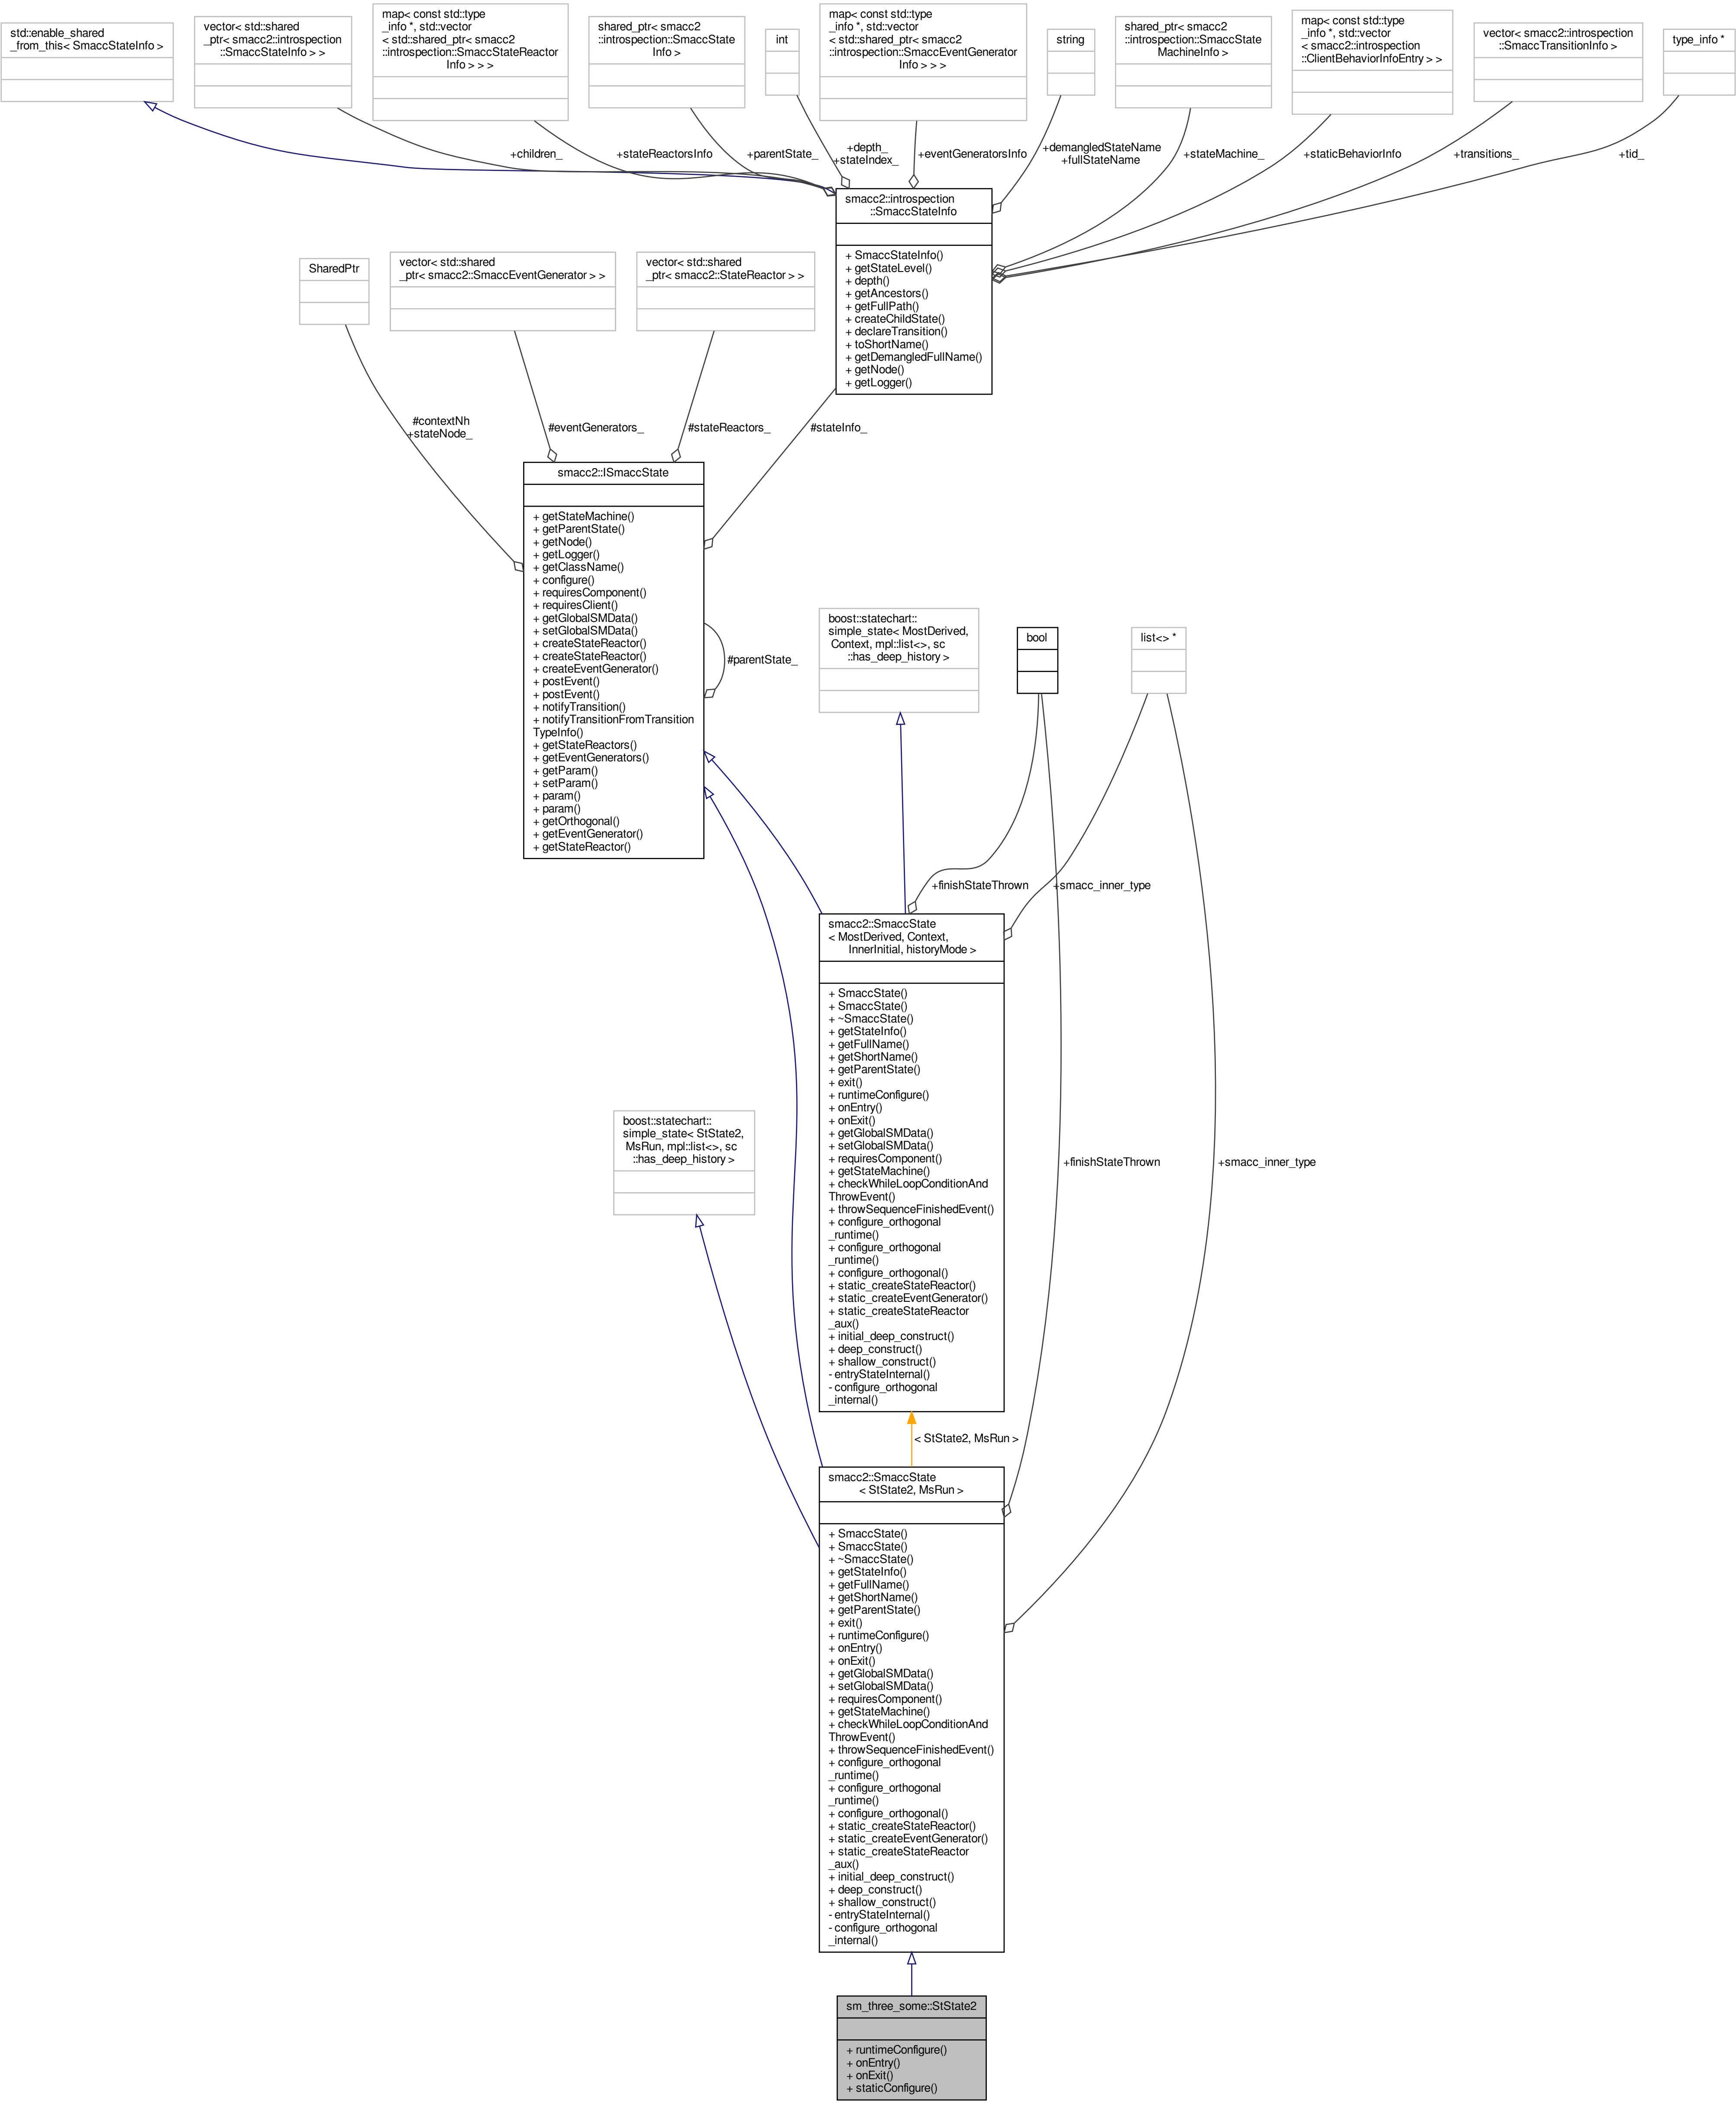 std::enable_shared
_from_this< SmaccStateInfo >
vector< std::shared
_ptr< smacc2::introspection
::SmaccStateInfo > >
map< const std::type
_info *, std::vector
< std::shared_ptr< smacc2
::introspection::SmaccStateReactor
Info > > >
shared_ptr< smacc2
::introspection::SmaccState
Info >
int
map< const std::type
_info *, std::vector
< std::shared_ptr< smacc2
::introspection::SmaccEventGenerator
Info > > >
string
shared_ptr< smacc2
::introspection::SmaccState
MachineInfo >
map< const std::type
_info *, std::vector
< smacc2::introspection
::ClientBehaviorInfoEntry > >
vector< smacc2::introspection
::SmaccTransitionInfo >
type_info *
+children_
+stateReactorsInfo
+parentState_
+depth_
+stateIndex_
+eventGeneratorsInfo
+demangledStateName
+fullStateName
+stateMachine_
+staticBehaviorInfo
+transitions_
+tid_
smacc2::introspection
::SmaccStateInfo
+ SmaccStateInfo()
+ getStateLevel()
+ depth()
+ getAncestors()
+ getFullPath()
+ createChildState()
+ declareTransition()
+ toShortName()
+ getDemangledFullName()
+ getNode()
+ getLogger()
SharedPtr
vector< std::shared
_ptr< smacc2::SmaccEventGenerator > >
vector< std::shared
_ptr< smacc2::StateReactor > >
#contextNh
+stateNode_
#eventGenerators_
#stateReactors_
#stateInfo_
smacc2::ISmaccState
+ getStateMachine()
+ getParentState()
+ getNode()
+ getLogger()
+ getClassName()
+ configure()
+ requiresComponent()
+ requiresClient()
+ getGlobalSMData()
+ setGlobalSMData()
+ createStateReactor()
+ createStateReactor()
+ createEventGenerator()
+ postEvent()
+ postEvent()
+ notifyTransition()
+ notifyTransitionFromTransition
TypeInfo()
+ getStateReactors()
+ getEventGenerators()
+ getParam()
+ setParam()
+ param()
+ param()
+ getOrthogonal()
+ getEventGenerator()
+ getStateReactor()
#parentState_
boost::statechart::
simple_state< MostDerived,
Context, mpl::list<>, sc
::has_deep_history >
bool
list<> *
+finishStateThrown
+smacc_inner_type
smacc2::SmaccState
< MostDerived, Context,
InnerInitial, historyMode >
+ SmaccState()
+ SmaccState()
+ ~SmaccState()
+ getStateInfo()
+ getFullName()
+ getShortName()
+ getParentState()
+ exit()
+ runtimeConfigure()
+ onEntry()
+ onExit()
+ getGlobalSMData()
+ setGlobalSMData()
+ requiresComponent()
+ getStateMachine()
+ checkWhileLoopConditionAnd
ThrowEvent()
+ throwSequenceFinishedEvent()
+ configure_orthogonal
_runtime()
+ configure_orthogonal
_runtime()
+ configure_orthogonal()
+ static_createStateReactor()
+ static_createEventGenerator()
+ static_createStateReactor
_aux()
+ initial_deep_construct()
+ deep_construct()
+ shallow_construct()
- entryStateInternal()
- configure_orthogonal
_internal()
boost::statechart::
simple_state< StState2,
MsRun, mpl::list<>, sc
::has_deep_history >
+finishStateThrown
+smacc_inner_type
< StState2, MsRun >
smacc2::SmaccState
< StState2, MsRun >
+ SmaccState()
+ SmaccState()
+ ~SmaccState()
+ getStateInfo()
+ getFullName()
+ getShortName()
+ getParentState()
+ exit()
+ runtimeConfigure()
+ onEntry()
+ onExit()
+ getGlobalSMData()
+ setGlobalSMData()
+ requiresComponent()
+ getStateMachine()
+ checkWhileLoopConditionAnd
ThrowEvent()
+ throwSequenceFinishedEvent()
+ configure_orthogonal
_runtime()
+ configure_orthogonal
_runtime()
+ configure_orthogonal()
+ static_createStateReactor()
+ static_createEventGenerator()
+ static_createStateReactor
_aux()
+ initial_deep_construct()
+ deep_construct()
+ shallow_construct()
- entryStateInternal()
- configure_orthogonal
_internal()
sm_three_some::StState2
+ runtimeConfigure()
+ onEntry()
+ onExit()
+ staticConfigure()